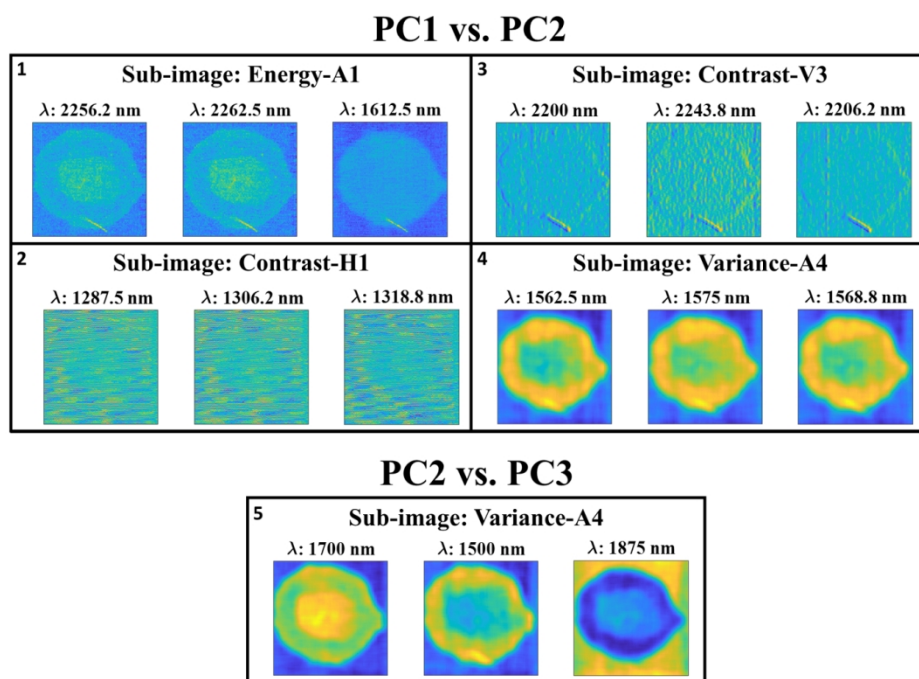 PC1 vs. PC2
1
Sub-image: Energy-A1
λ: 2256.2 nm λ: 2262.5 nm λ: 1612.5 nm
3
Sub-image: Contrast-V3
λ: 2200 nm λ: 2243.8 nm λ: 2206.2 nm
2
Sub-image: Contrast-H1
λ: 1287.5 nm λ: 1306.2 nm λ: 1318.8 nm
4
Sub-image: Variance-A4
λ: 1562.5 nm λ: 1575 nm λ: 1568.8 nm
PC2 vs. PC3
5
Sub-image: Variance-A4
λ: 1700 nm λ: 1500 nm λ: 1875 nm